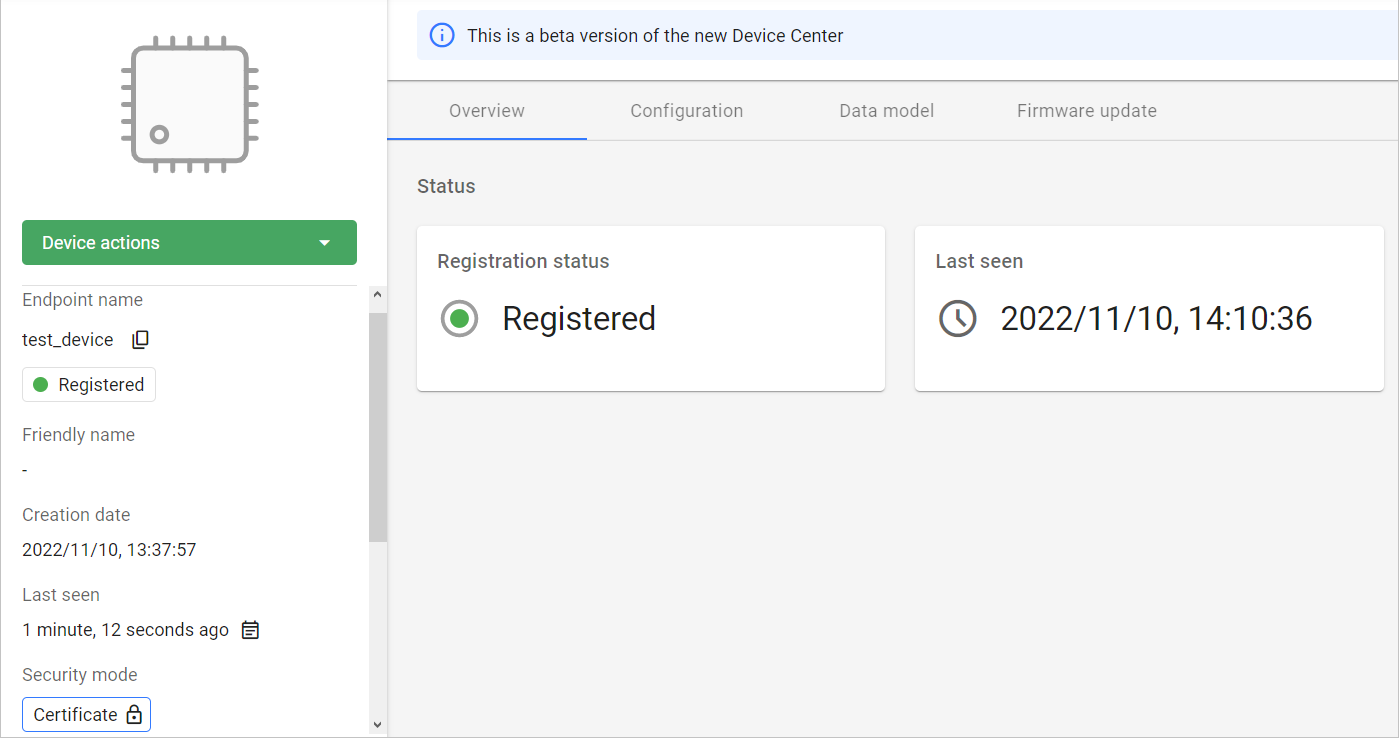 This is a beta version of the new Device Center
Overview
Configuration
Data model
Firmware update
Device actions
Endpoint name
test_device
Registered
Friendly name
-
Creation date
2022/11/10, 13:37:57
Last seen
1 minute, 12 seconds ago
Security mode
Certificate
Status
Registration status
Registered
Last seen
2022/11/10, 14:10:36